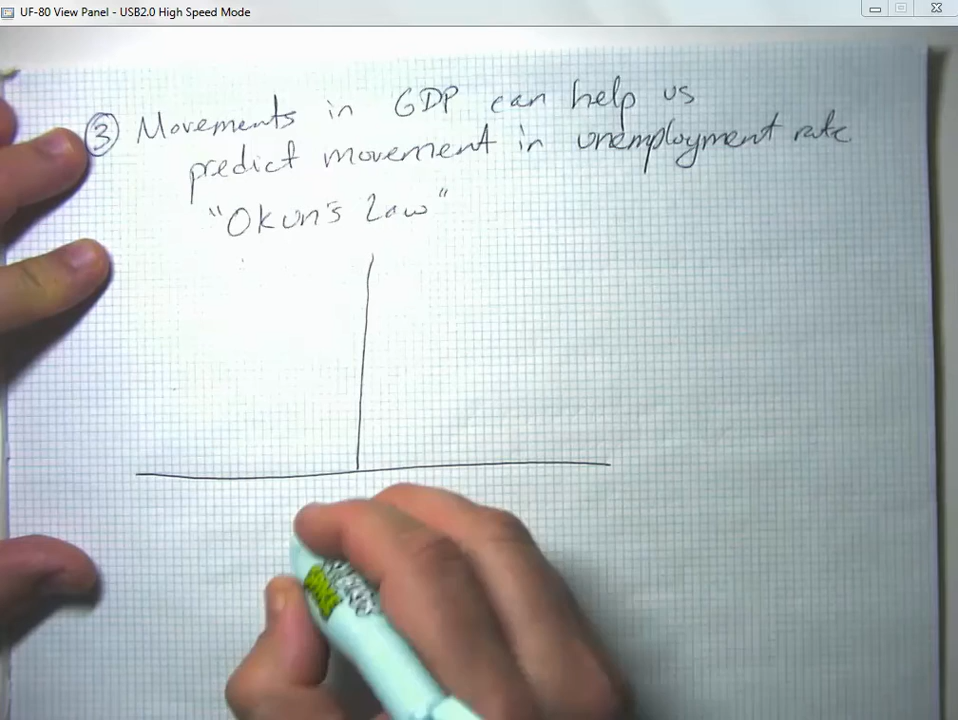 UF-80 View Panel - USB2.0 High Speed Mode
③ Movements in GDP can help us
predict movement in unemployment rate
"Okun's Law"